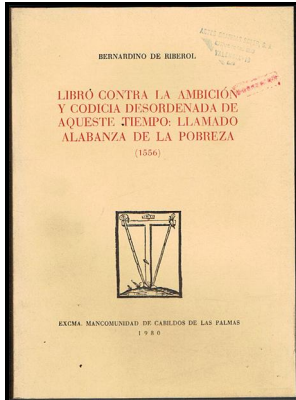 BERNARDINO DE RIBEROL
LIBRO CONTRA LA AMBICIÓN
Y CODICIA DESORDENADA DE
AQUESTE TIEMPO: LLAMADO
ALABANZA DE LA POBREZA
(1556)
EXCMA. MANCOMUNIDAD DE CABILDOS DE LAS PALMAS
1980